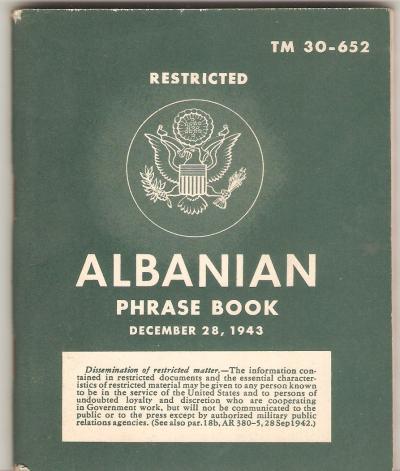 TM 30-652
RESTRICTED
ALBANIAN
PHRASE BOOK
DECEMBER 28, 1943
Dissemination of restricted matter.—The information con-
tained in restricted documents and the essential character-
istics of restricted material may be given to any person known
to be in the service of the United States and to persons of
undoubted loyalty and discretion who are cooperating
in Government work, but will not be communicated to the
public or to the press except by authorized military public
relations agencies. (See also par. 18b, AR 380-5, 28 Sep 1942.)